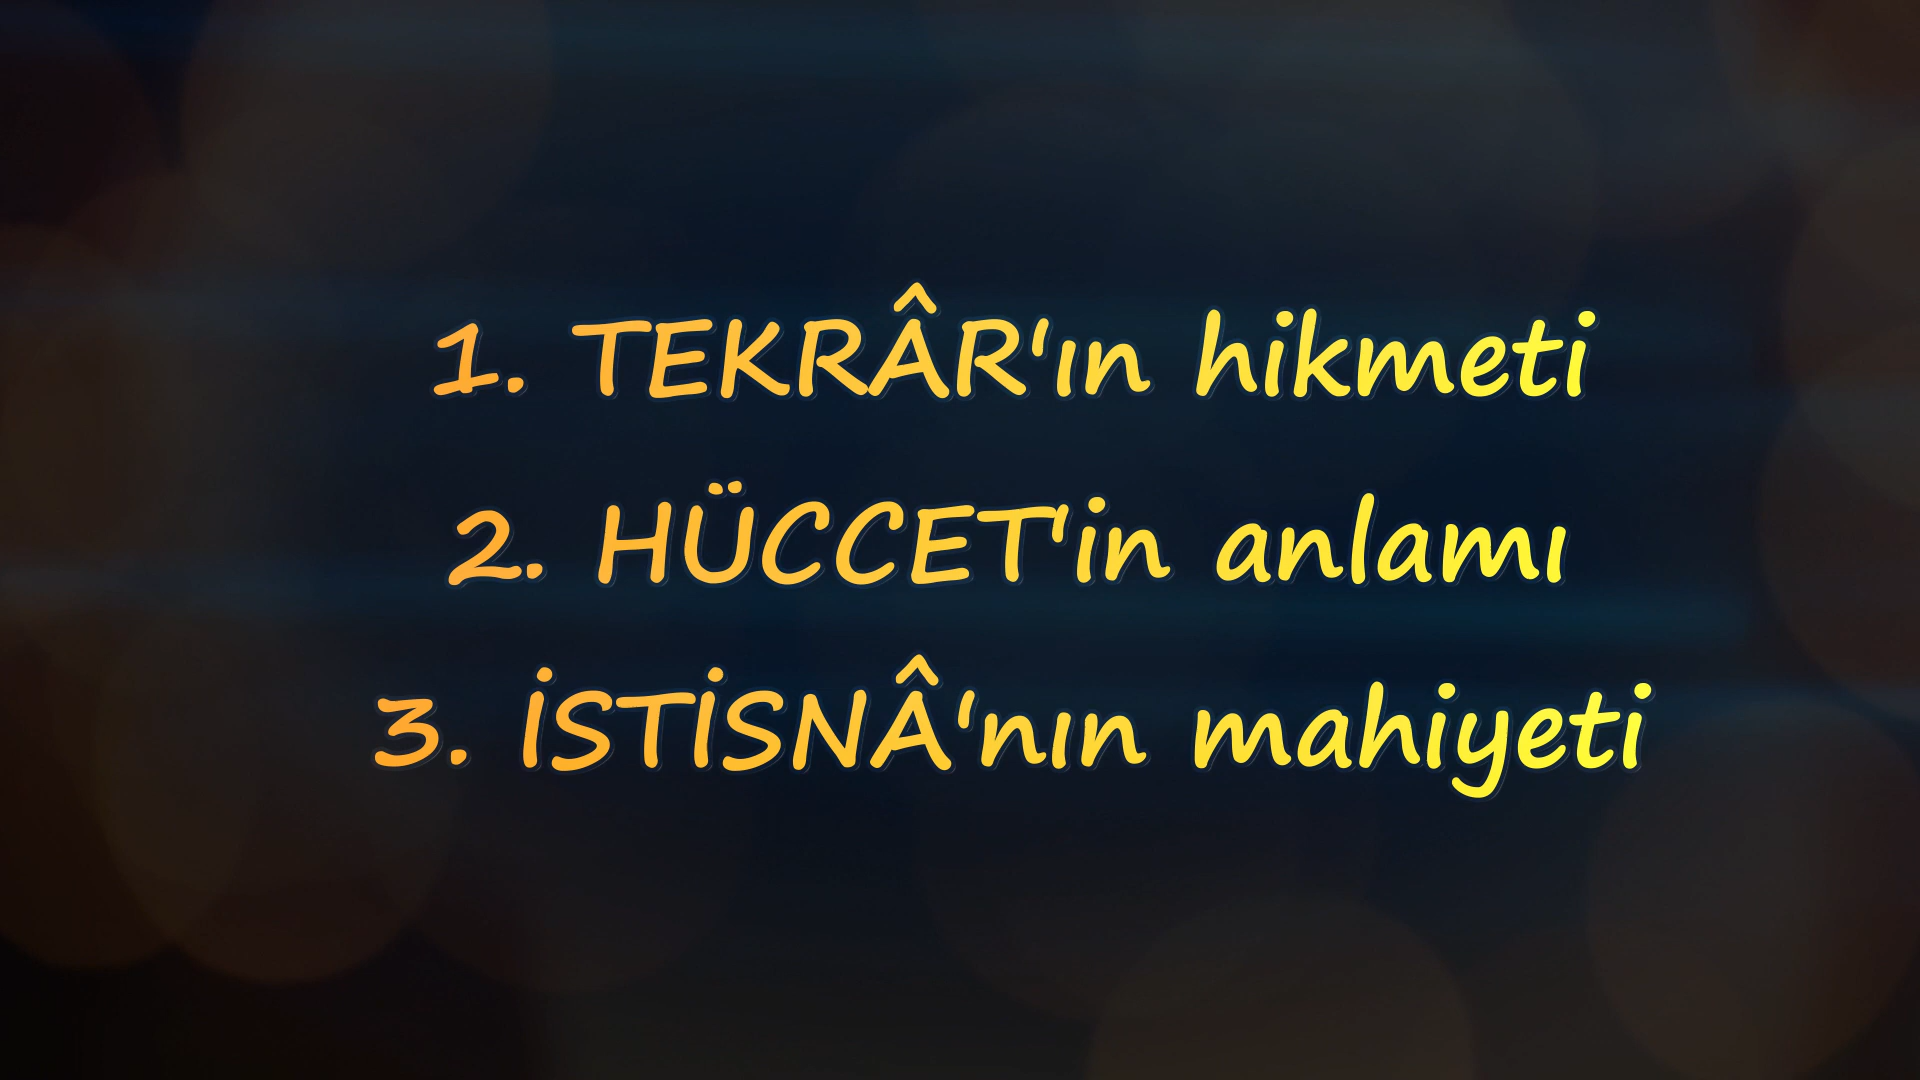 1. TEKRÂR'ın hikmeti
2. HÜCCET'in anlamı
3. İSTİSNÂ'nın mahiyeti